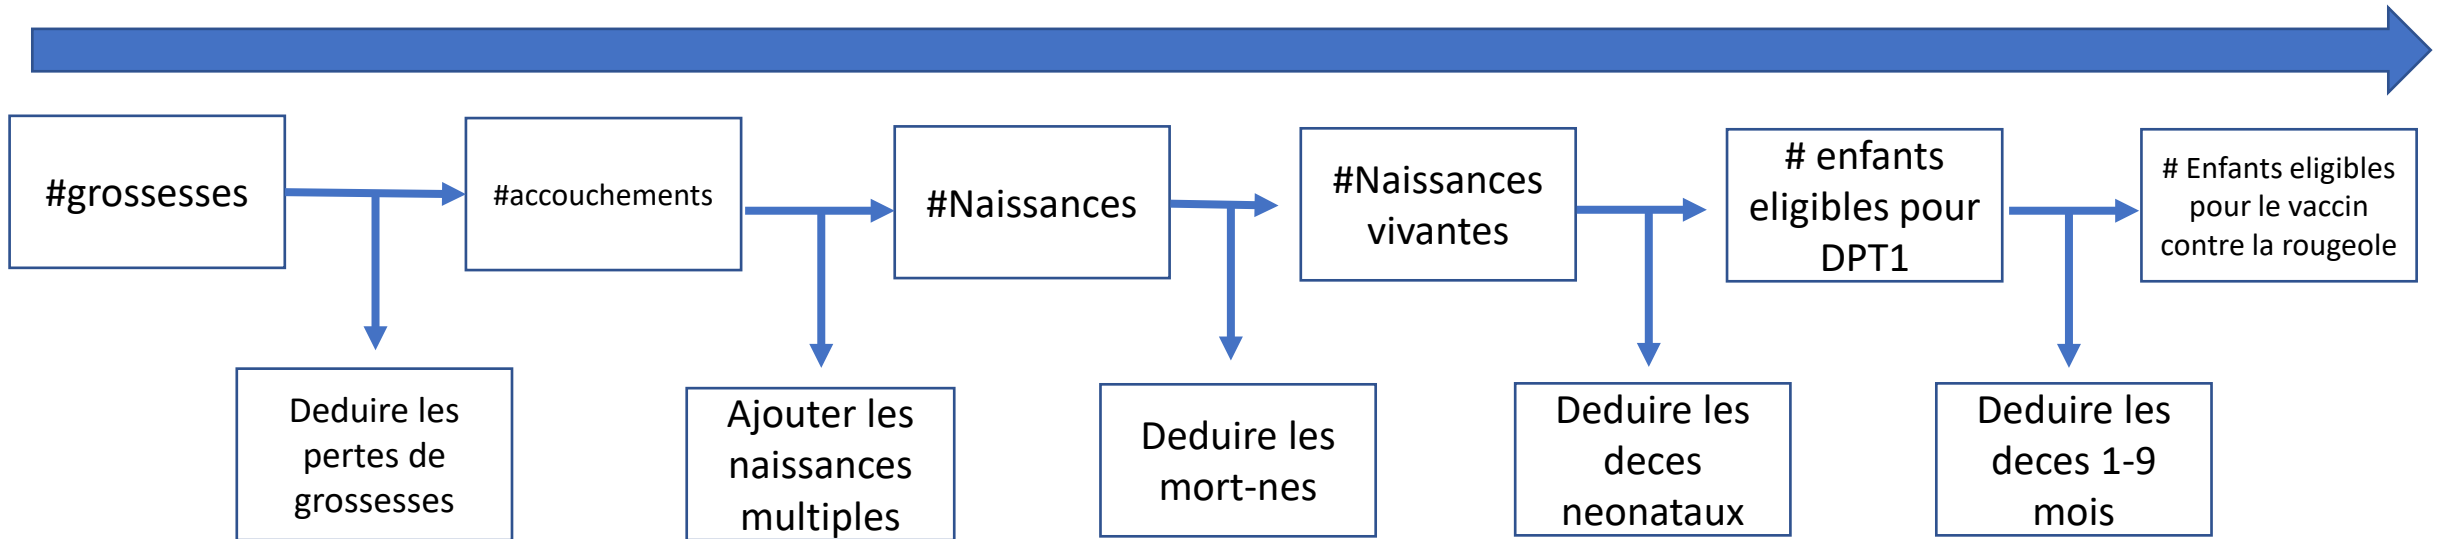 #grossesses
#accouchements
#Naissances
#Naissances
vivantes
# enfants
eligibles pour
DPT1
# Enfants eligibles
pour le vaccin
contre la rougeole
Deduire les
pertes de
grossesses
Ajouter les
naissances
multiples
Deduire les
mort-nes
Deduire les
deces
neonataux
Deduire les
deces 1-9
mois